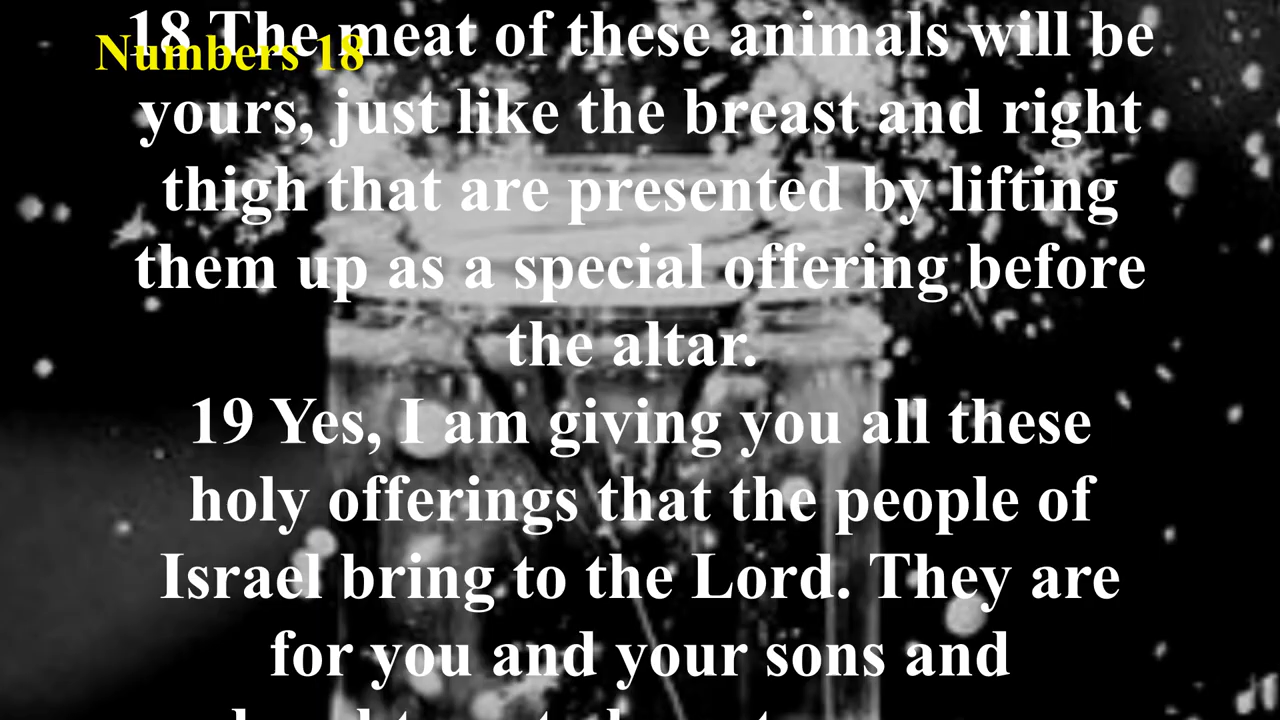 Numbers 18
18 The meat of these animals will be
yours, just like the breast and right
thigh that are presented by lifting
them up as a special offering before
the altar.
19 Yes, I am giving you all these
holy offerings that the people of
Israel bring to the Lord. They are
for you and your sons and